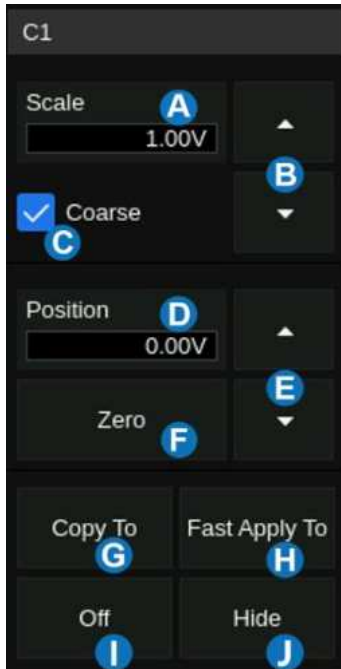 C1
Scale A
1.00V
B
Coarse
C
Position D
0.00V
E
Zero
F
Copy To Fast Apply To
G H
Off Hide
I J